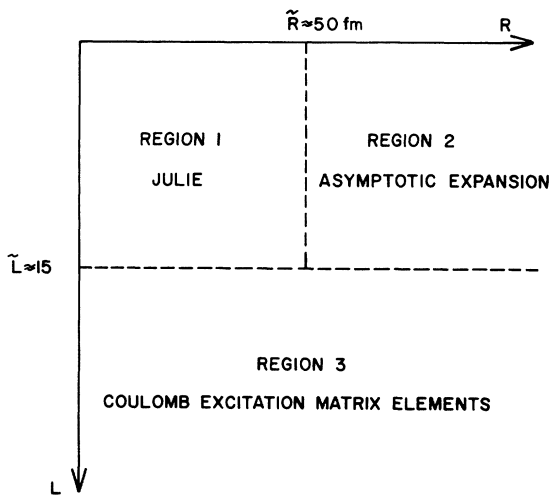 R̃≈50 fm
R
REGION 1
JULIE
REGION 2
ASYMPTOTIC EXPANSION
L̃≈15
REGION 3
COULOMB EXCITATION MATRIX ELEMENTS
L